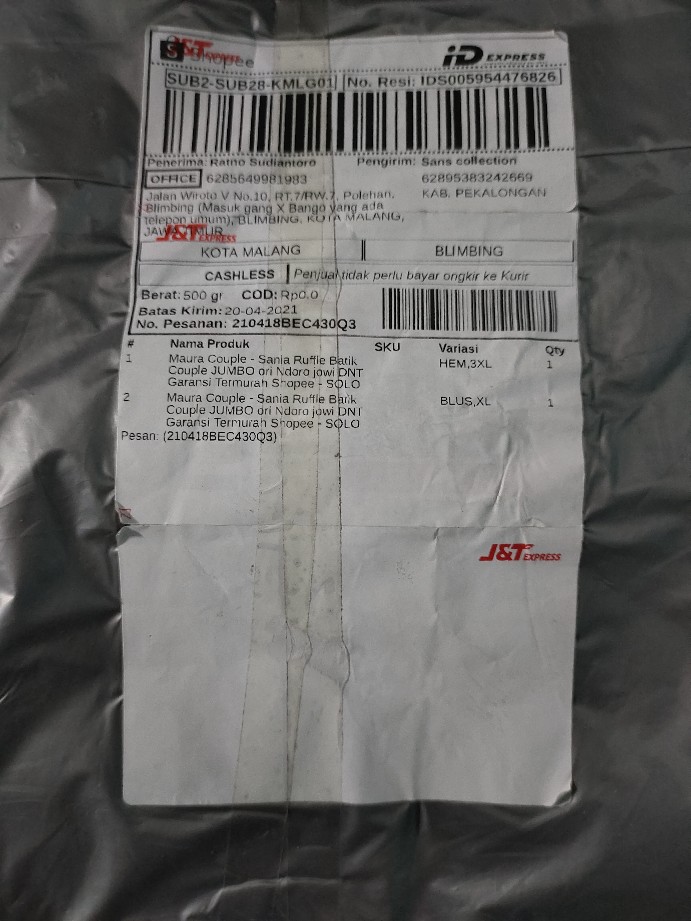 S Shopee J&T EXPRESS iD EXPRESS
SUB2-SUB28-KMLG01 No. Resi: IDS005954476826
Penerima: Ratno Sudiantoro Pengirim: Sans collection
OFFICE 6285649981983 62895383242669
Jalan Wiroto V No.10, RT.7/RW.7, Polehan, KAB. PEKALONGAN
Blimbing (Masuk gang X Bango yang ada
telepon umum), BLIMBING, KOTA MALANG,
JAWA TIMUR
J&T EXPRESS
KOTA MALANG BLIMBING
CASHLESS Penjual tidak perlu bayar ongkir ke Kurir
Berat: 500 gr COD: Rp0.0
Batas Kirim: 20-04-2021
No. Pesanan: 210418BEC430Q3
# Nama Produk SKU Variasi Qty
1 Maura Couple - Sania Ruffle Batik HEM,3XL 1
Couple JUMBO ori Ndoro jowi DNT
Garansi Termurah Shopee - SOLO
2 Maura Couple - Sania Ruffle Batik BLUS,XL 1
Couple JUMBO ori Ndoro jowi DNT
Garansi Termurah Shopee - SOLO
Pesan: (210418BEC430Q3)
J&T EXPRESS